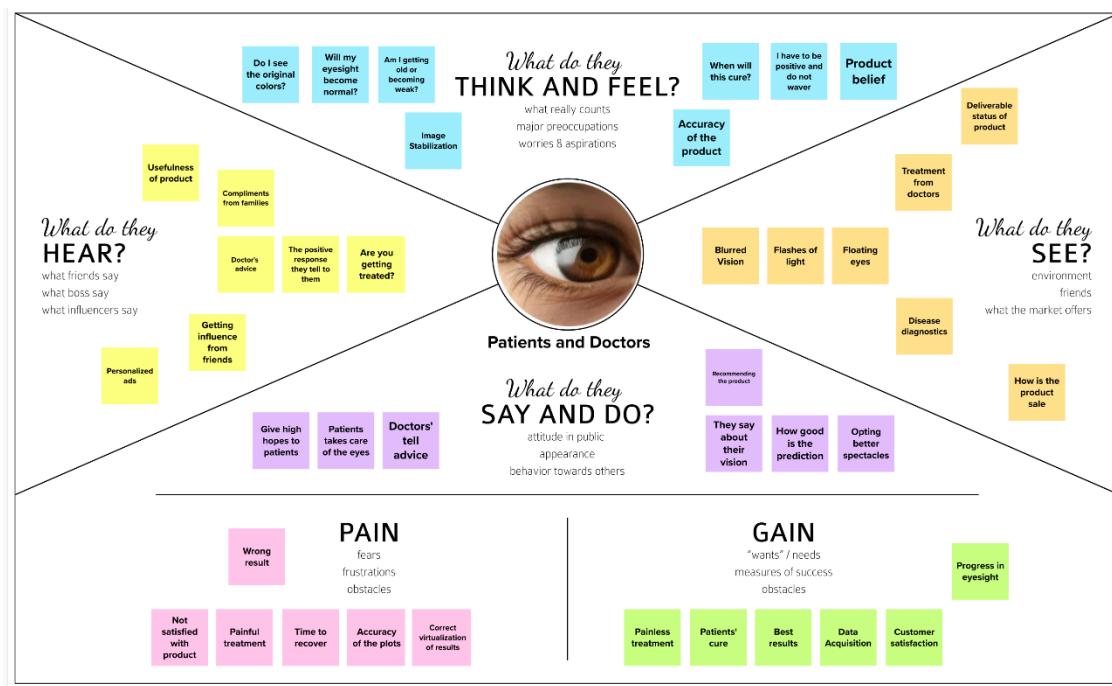 What do they
THINK AND FEEL?
what really counts
major preoccupations
worries & aspirations
Do I see
the original
colors?
Will my
eyesight
become
normal?
Am I getting
old or
becoming
weak?
Image
Stabilization
When will
this cure?
I have to be
positive and
do not
waver
Product
belief
Accuracy
of the
product
What do they
HEAR?
what friends say
what boss say
what influencers say
Usefulness
of product
Compliments
from families
Doctor's
advice
The positive
response
they tell to
them
Are you
getting
treated?
Getting
influence
from
friends
Personalized
ads
Patients and Doctors
What do they
SEE?
environment
friends
what the market offers
Deliverable
status of
product
Treatment
from
doctors
Blurred
Vision
Flashes of
light
Floating
eyes
Disease
diagnostics
How is the
product
sale
What do they
SAY AND DO?
attitude in public
appearance
behavior towards others
Give high
hopes to
patients
Patients
takes care
of the eyes
Doctors'
tell
advice
Recommending
the product
They say
about
their
vision
How good
is the
prediction
Opting
better
spectacles
PAIN
fears
frustrations
obstacles
Wrong
result
Not
satisfied
with
product
Painful
treatment
Time to
recover
Accuracy
of the plots
Correct
virtualization
of results
GAIN
"wants" / needs
measures of success
obstacles
Progress in
eyesight
Painless
treatment
Patients'
cure
Best
results
Data
Acquisition
Customer
satisfaction